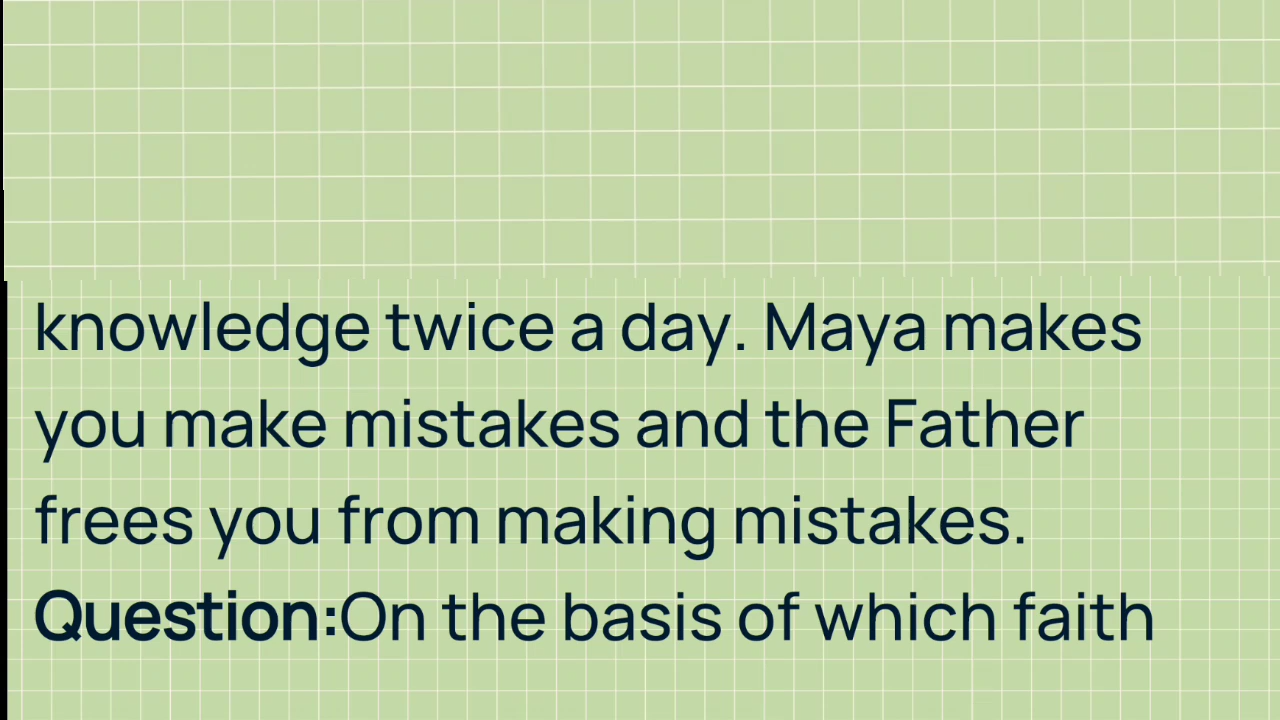 knowledge twice a day. Maya makes
you make mistakes and the Father
frees you from making mistakes.
Question:On the basis of which faith